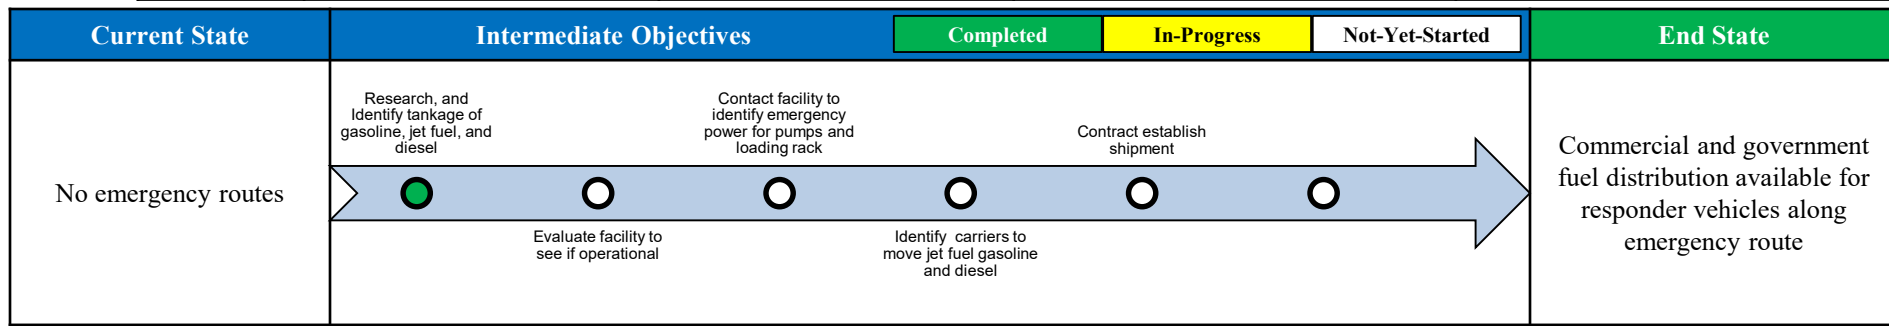 Current State
Intermediate Objectives
Completed
In-Progress
Not-Yet-Started
End State
No emergency routes
Research, and
Identify tankage of
gasoline, jet fuel, and
diesel
Evaluate facility to
see if operational
Contact facility to
identify emergency
power for pumps and
loading rack
Identify carriers to
move jet fuel gasoline
and diesel
Contract establish
shipment
Commercial and government
fuel distribution available for
responder vehicles along
emergency route